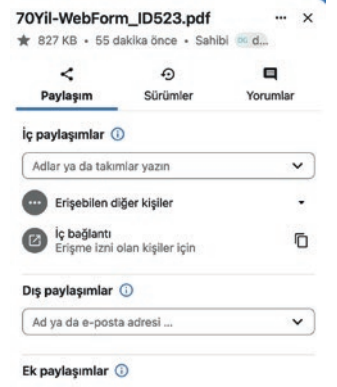 70Yil-WebForm_ID523.pdf
827 KB • 55 dakika önce • Sahibi DG d...
Paylaşım Sürümler Yorumlar
İç paylaşımlar
Adlar ya da takımlar yazın
Erişebilen diğer kişiler
İç bağlantı
Erişme izni olan kişiler için
Dış paylaşımlar
Ad ya da e-posta adresi ...
Ek paylaşımlar